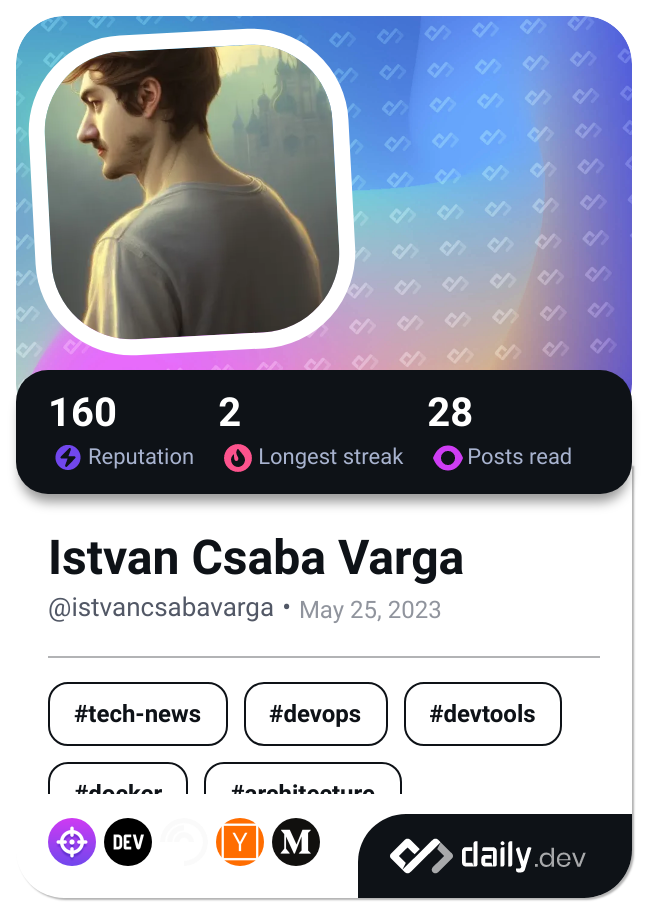 160 2 28
Reputation Longest streak Posts read
Istvan Csaba Varga
@istvancsabavarga • May 25, 2023
#tech-news #devops #devtools
#docker #architecture
DEV Y M daily.dev